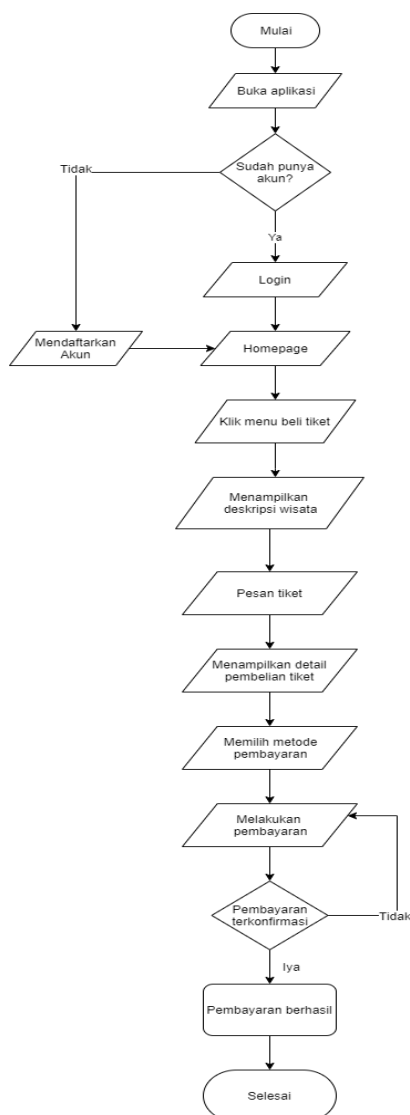 Mulai
Buka aplikasi
Sudah punya
akun?
Tidak
Ya
Login
Mendaftarkan
Akun
Homepage
Klik menu beli tiket
Menampilkan
deskripsi wisata
Pesan tiket
Menampilkan detail
pembelian tiket
Memilih metode
pembayaran
Melakukan
pembayaran
Pembayaran
terkonfirmasi
Tidak
Iya
Pembayaran berhasil
Selesai